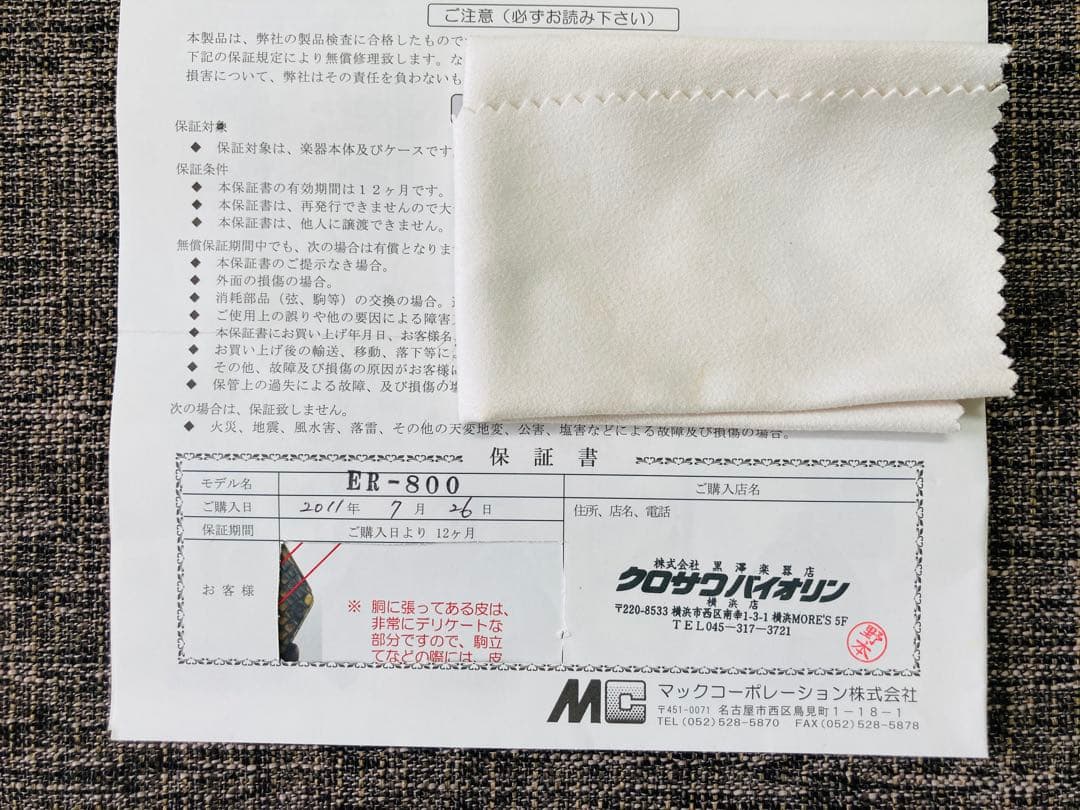 ご注意（必ずお読み下さい）
本製品は、弊社の製品検査に合格したもので
下記の保証規定により無償修理致します。な
損害について、弊社はその責任を負わないも
保証対象
◆ 保証対象は、楽器本体及びケースです
保証条件
◆ 本保証書の有効期間は１２ヶ月です。
◆ 本保証書は、再発行できませんので大
◆ 本保証書は、他人に譲渡できません。
無償保証期間中でも、次の場合は有償となりま
◆ 本保証書のご提示なき場合。
◆ 外面の損傷の場合。
◆ 消耗部品（弦、駒等）の交換の場合。
◆ ご使用上の誤りや他の要因による障害
◆ 本保証書にお買い上げ年月日、お客様名
◆ お買い上げ後の輸送、移動、落下等に
◆ その他、故障及び損傷の原因がお客様に
◆ 保管上の過失による故障、及び損傷の場
次の場合は、保証致しません。
◆ 火災、地震、風水害、落雷、その他の天変地変、公害、塩害などによる故障及び損傷の場合。
保証書
モデル名 ER-800
ご購入日 2011年 7月 26日
保証期間 ご購入日より 12ヶ月
お客様
※ 胴に張ってある皮は、
非常にデリケートな
部分ですので、駒立
てなどの際には、皮
ご購入店名
住所、店名、電話
株式会社 黒澤楽器店
クロサワバイオリン
横浜店
〒220-8533 横浜市西区南幸1-3-1 横浜MORE'S 5F
TEL045-317-3721
野本
MC マックコーポレーション株式会社
〒451-0071 名古屋市西区鳥見町１－１８－１
TEL(052)528-5870 FAX(052)528-5878